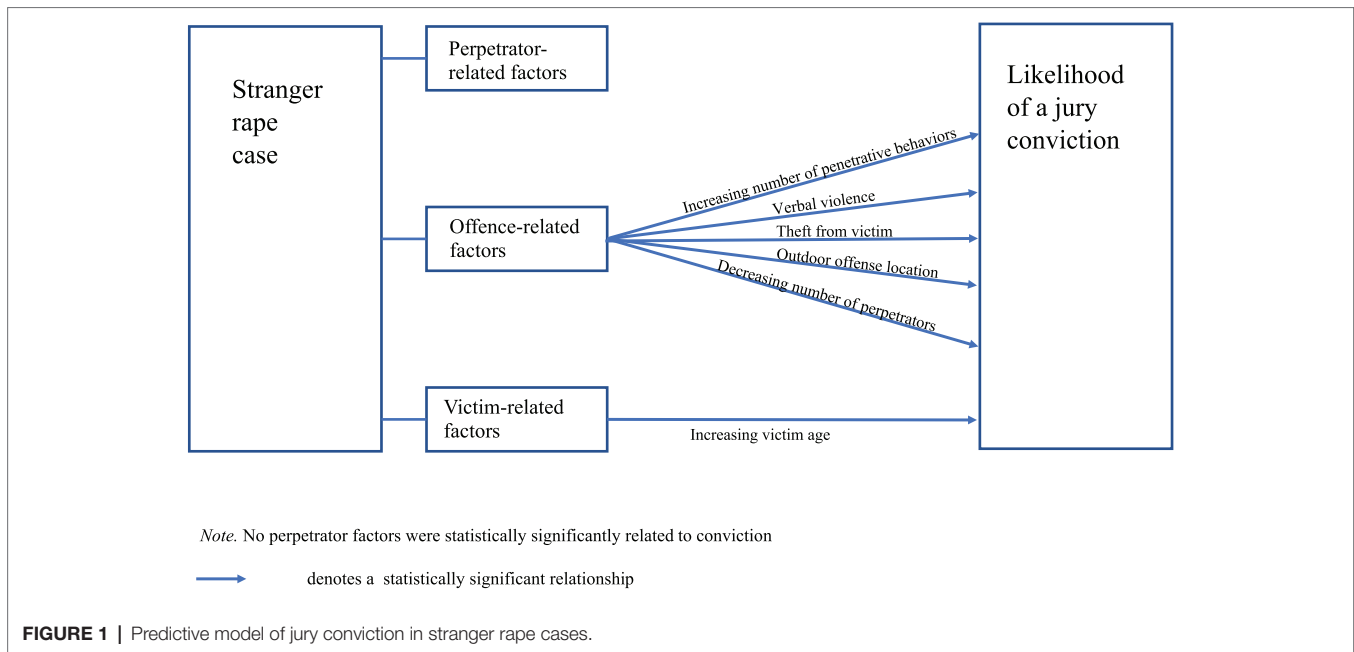 Stranger
rape
case
Perpetrator-
related factors
Offence-related
factors
Victim-related
factors
Increasing number of penetrative behaviors
Verbal violence
Theft from victim
Outdoor offense location
Decreasing number of perpetrators
Increasing victim age
Likelihood
of a jury
conviction
Note. No perpetrator factors were statistically significantly related to conviction
denotes a statistically significant relationship
FIGURE 1 | Predictive model of jury conviction in stranger rape cases.